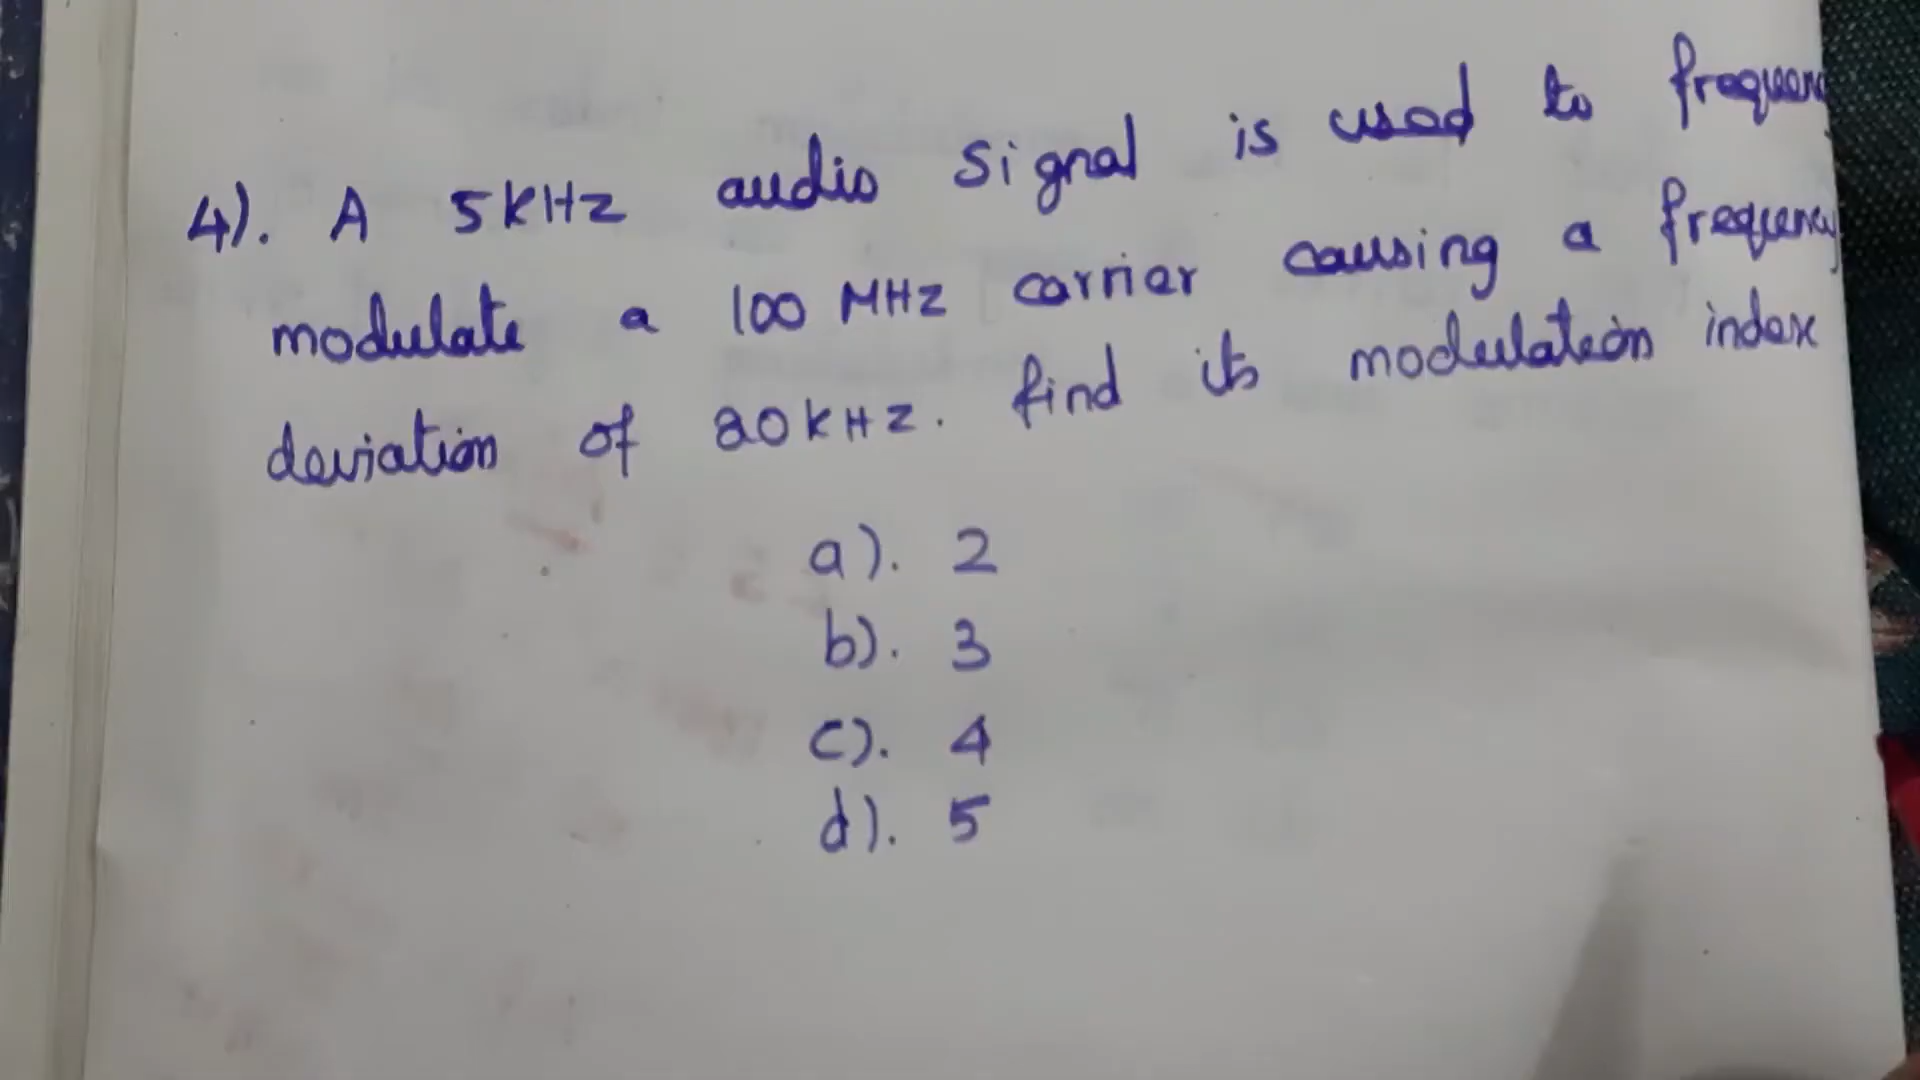 4). A 5KHz audio signal is used to frequen
modulate a 100 MHz carrier causing a frequency
deviation of 20KHz. find its modulation index
a). 2
b). 3
c). 4
d). 5